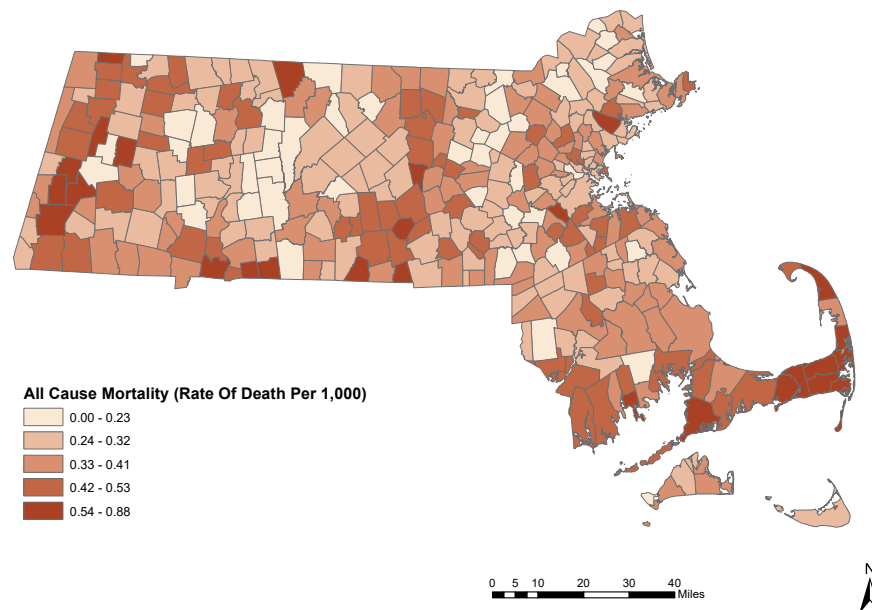 All Cause Mortality (Rate Of Death Per 1,000)
0.00 - 0.23
0.24 - 0.32
0.33 - 0.41
0.42 - 0.53
0.54 - 0.88
0 5 10 20 30 40
Miles
N